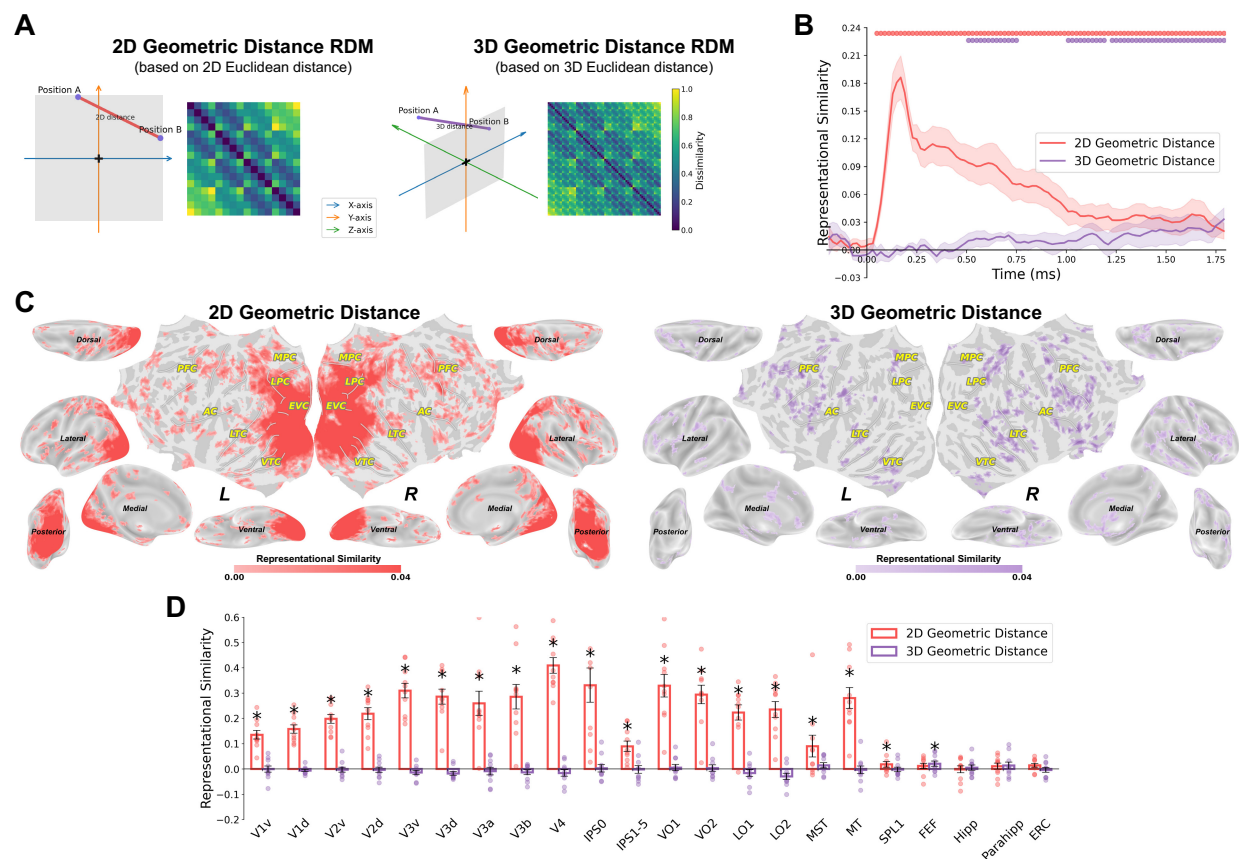 A
2D Geometric Distance RDM
(based on 2D Euclidean distance)
Position A
2D distance
Position B
X-axis
Y-axis
Z-axis
3D Geometric Distance RDM
(based on 3D Euclidean distance)
Position A
3D distance
Position B
1.0
0.8
0.6
0.4
0.2
0.0
Dissimilarity
B
Representational Similarity
0.24
0.21
0.18
0.15
0.12
0.09
0.06
0.03
0.00
−0.03
2D Geometric Distance
3D Geometric Distance
0.00 0.25 0.50 0.75 1.00 1.25 1.50 1.75
Time (ms)
C
2D Geometric Distance
Dorsal
Lateral
Medial
Posterior
Ventral
PFC
MPC
LPC
EVC
AC
LTC
VTC
L
MPC
LPC
PFC
EVC
AC
LTC
VTC
R
Dorsal
Lateral
Medial
Posterior
Ventral
Representational Similarity
0.00 0.04
3D Geometric Distance
Dorsal
Lateral
Medial
Posterior
Ventral
PFC
MPC
LPC
EVC
AC
LTC
VTC
L
MPC
LPC
PFC
EVC
AC
LTC
VTC
R
Dorsal
Lateral
Medial
Posterior
Ventral
Representational Similarity
0.00 0.04
D
Representational Similarity
0.6
0.5
0.4
0.3
0.2
0.1
0.0
−0.1
−0.2
2D Geometric Distance
3D Geometric Distance
* * * * * * * * * * * * * * * * * * *
V1v V1d V2v V2d V3v V3d V3a V3b V4 IPS0 IPS1-5 VO1 VO2 LO1 LO2 MST MT SPL1 FEF Hipp Parahipp ERC